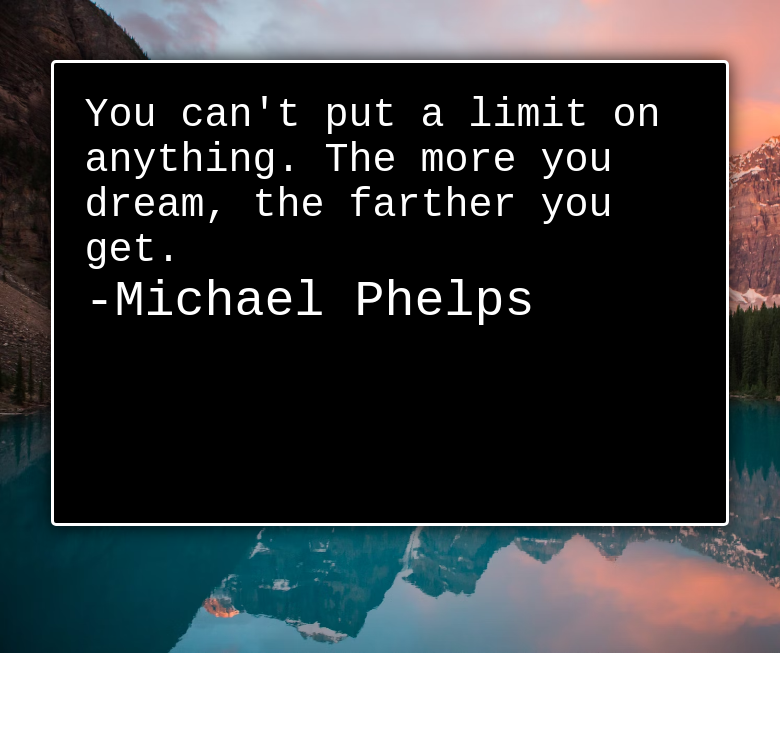 You can't put a limit on
anything. The more you
dream, the farther you
get.
-Michael Phelps